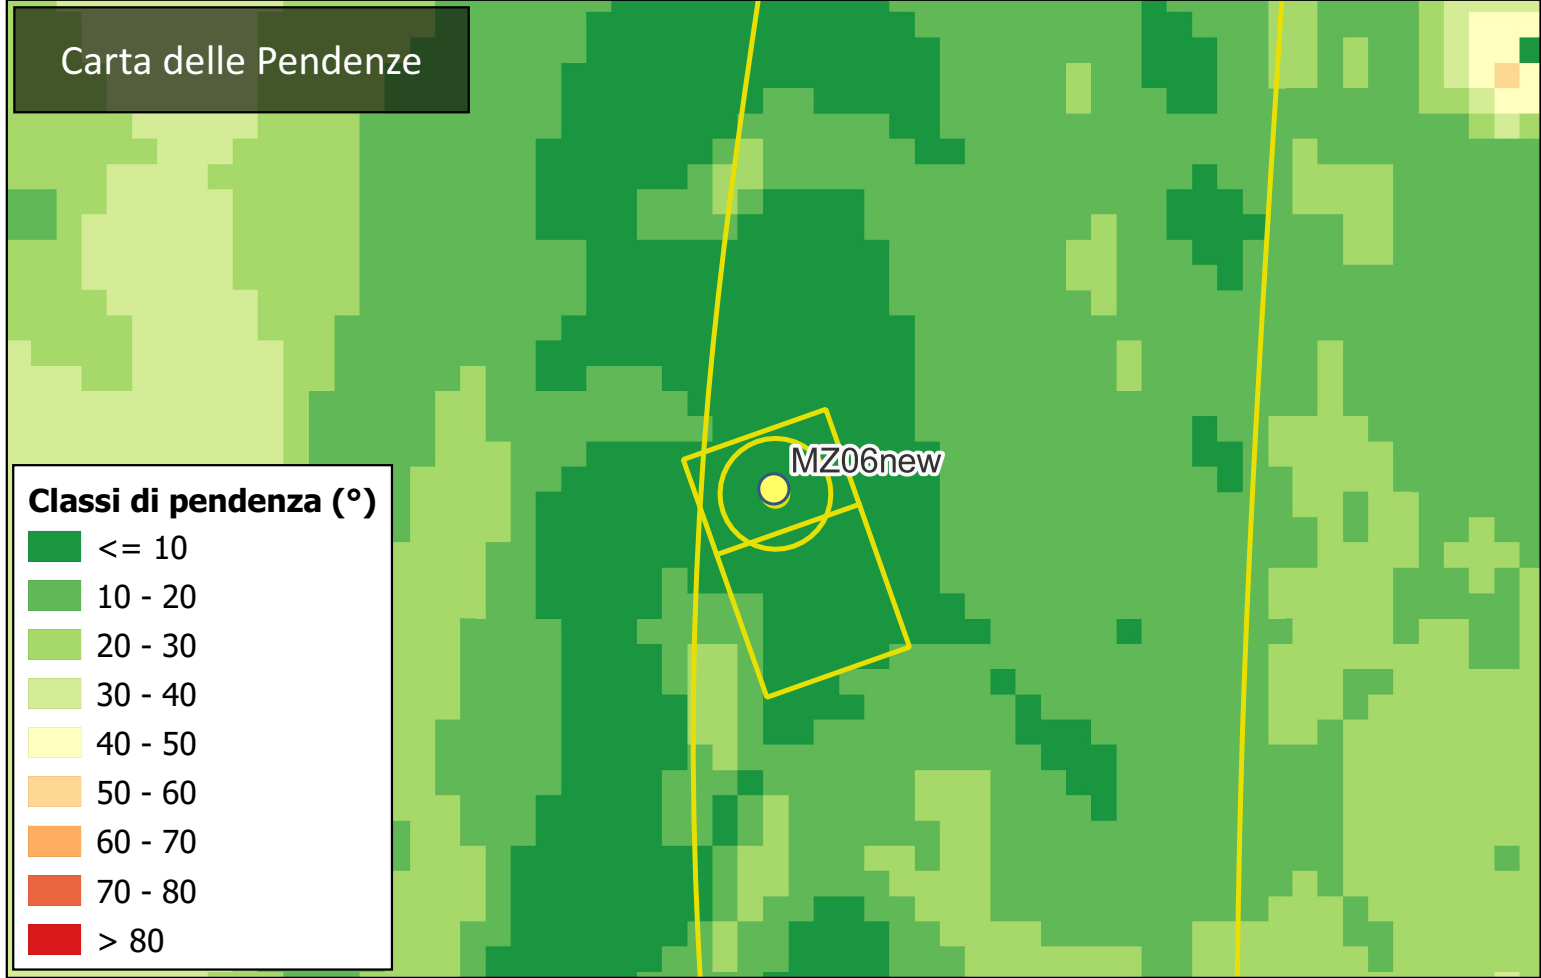 Carta delle Pendenze
MZ06new
Classi di pendenza (°)
<= 10
10 - 20
20 - 30
30 - 40
40 - 50
50 - 60
60 - 70
70 - 80
> 80